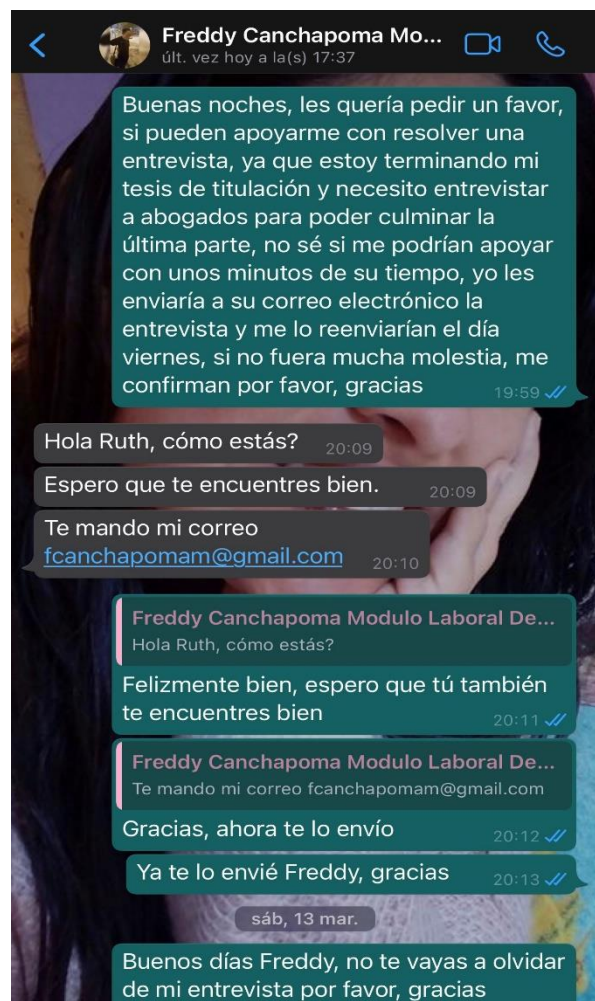 Freddy Canchapoma Mo...
últ. vez hoy a la(s) 17:37
Buenas noches, les quería pedir un favor,
si pueden apoyarme con resolver una
entrevista, ya que estoy terminando mi
tesis de titulación y necesito entrevistar
a abogados para poder culminar la
última parte, no sé si me podrían apoyar
con unos minutos de su tiempo, yo les
enviaría a su correo electrónico la
entrevista y me lo reenviarían el día
viernes, si no fuera mucha molestia, me
confirman por favor, gracias 19:59
Hola Ruth, cómo estás? 20:09
Espero que te encuentres bien. 20:09
Te mando mi correo
fcanchapomam@gmail.com 20:10
Freddy Canchapoma Modulo Laboral De...
Hola Ruth, cómo estás?
Felizmente bien, espero que tú también
te encuentres bien 20:11
Freddy Canchapoma Modulo Laboral De...
Te mando mi correo fcanchapomam@gmail.com
Gracias, ahora te lo envío 20:12
Ya te lo envié Freddy, gracias 20:13
sáb, 13 mar.
Buenos días Freddy, no te vayas a olvidar
de mi entrevista por favor, gracias